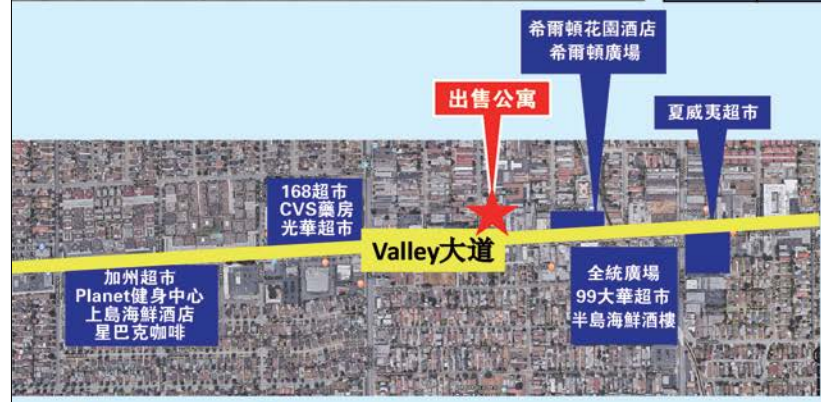 希爾頓花園酒店
希爾頓廣場
出售公寓
夏威夷超市
168超市
CVS藥房
光華超市
Valley大道
加州超市
Planet健身中心
上島海鮮酒店
星巴克咖啡
全統廣場
99大華超市
半島海鮮酒樓